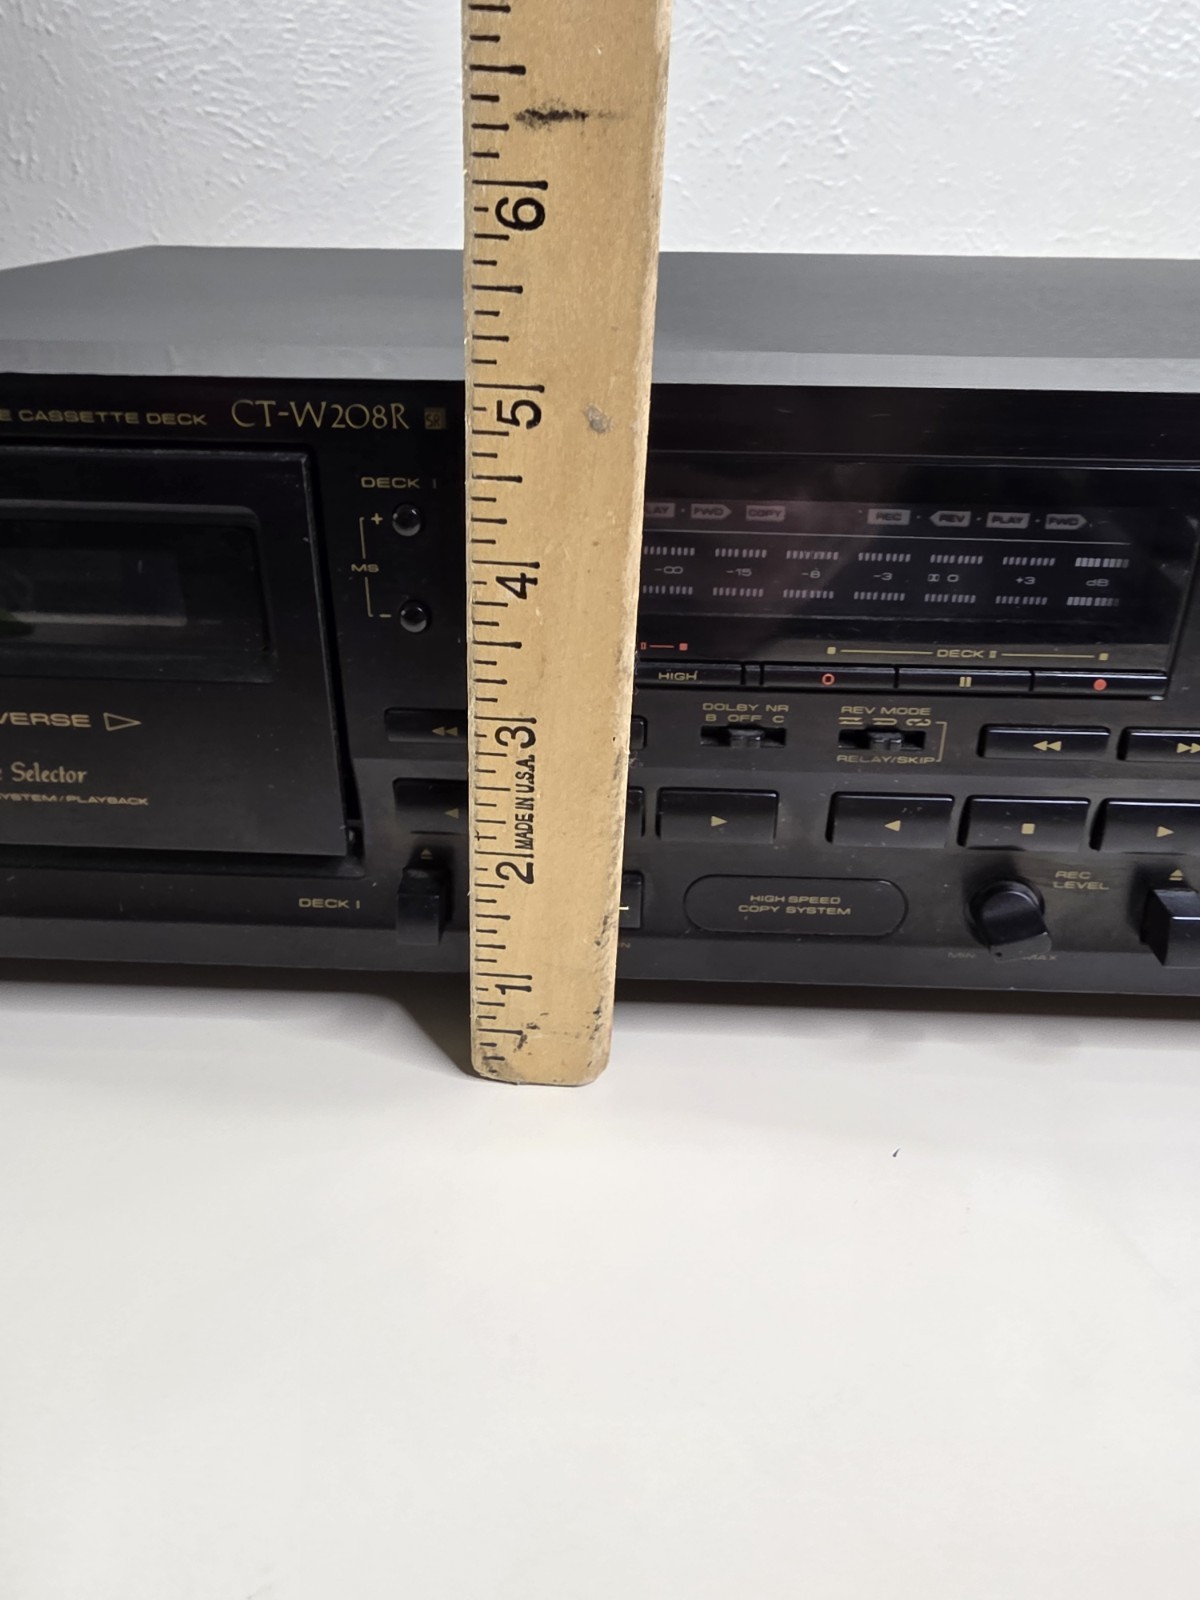 6
5
E CASSETTE DECK CT-W208R SR
DECK I
+
MS
-
4
LAY FWD COPY REC REV PLAY FWD
-∞ -15 -8 -3 0 +3 dB
DECK II
HIGH
3
VERSE
DOLBY NR
B OFF C
REV MODE
RELAY/SKIP
Selector
SYSTEM/PLAYBACK
MADE IN U.S.A.
2
DECK I
HIGH SPEED
COPY SYSTEM
REC
LEVEL
MIN MAX
1